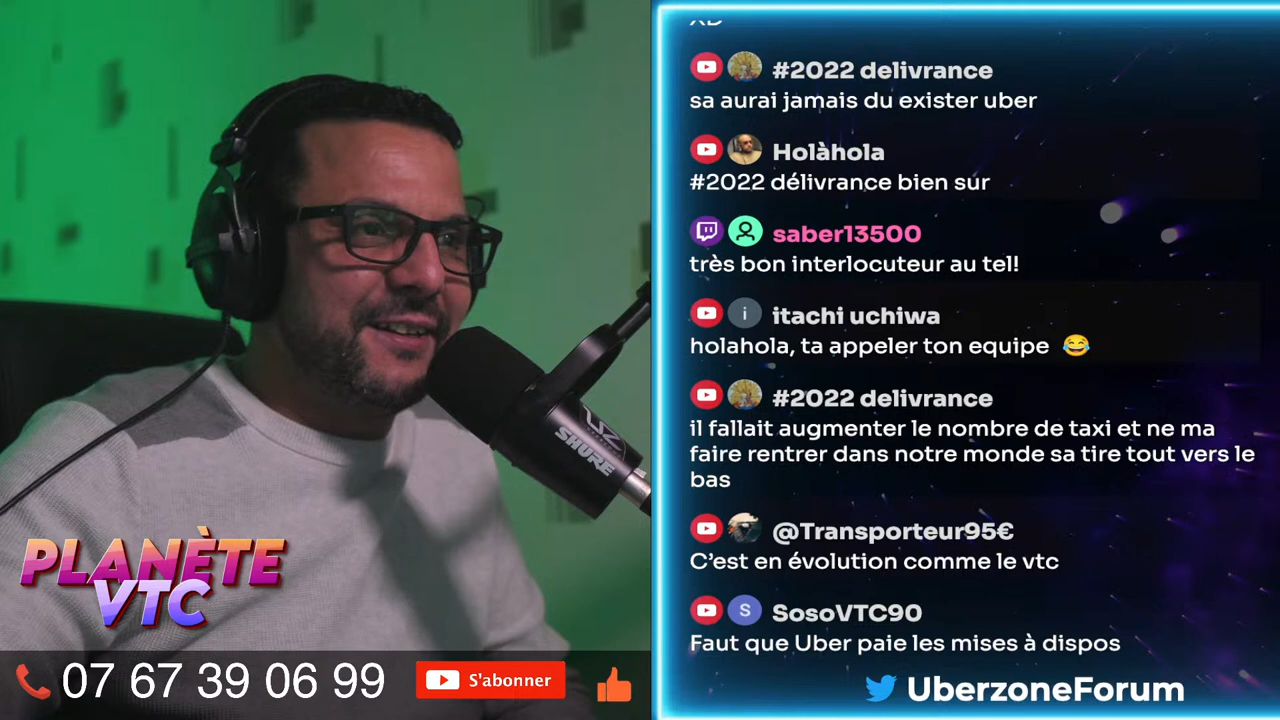 XD
#2022 delivrance
sa aurai jamais du exister uber
Holàhola
#2022 délivrance bien sur
saber13500
très bon interlocuteur au tel!
i itachi uchiwa
holahola, ta appeler ton equipe 😂
#2022 delivrance
il fallait augmenter le nombre de taxi et ne ma
faire rentrer dans notre monde sa tire tout vers le
bas
@Transporteur95€
C'est en évolution comme le vtc
S SosoVTC90
Faut que Uber paie les mises à dispos
SHURE
PLANÈTE
VTC
07 67 39 06 99
S'abonner
UberzoneForum